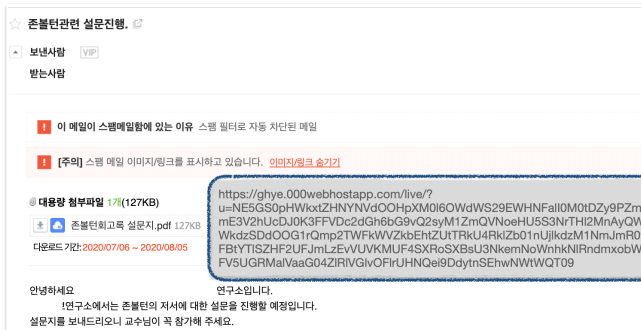 존볼턴관련 설문진행.
보낸사람 VIP
받는사람
! 이 메일이 스팸메일함에 있는 이유 스팸 필터로 자동 차단된 메일
! [주의] 스팸 메일 이미지/링크를 표시하고 있습니다. 이미지/링크 숨기기
대용량 첨부파일 1개(127KB)
존볼턴회고록 설문지.pdf 127KB
다운로드 기간: 2020/07/06 ~ 2020/08/05
https://ghye.000webhostapp.com/live/?
u=NE5GS0pHWkxtZHNYNVdOOHpXM0l6OWdWS29EWHNFall0M0tDZy9PZm
mE3V2hUcDJ0K3FFVDc2dGh6bG9vQ2syM1ZmQVNoeHU5S3NrTHI2MnAyQW
WkdzSDdOOG1rQmp2TWFkWVZkbEhtZUtTRkU4RklZb01nUjlkdzM1NmJmR0
FBtYTlSZHF2UFJmLzEvVUVKMUF4SXRoSXBsU3NkemNoWnhkNlRndmxobW
FV5UGRMalVaaG04ZlRlVGlvOFlrUHNQei9DdytnSEhwNWtWQT09
안녕하세요 연구소입니다.
!연구소에서는 존볼턴의 저서에 대한 설문을 진행할 예정입니다.
설문지를 보내드리오니 교수님이 꼭 참가해 주세요.